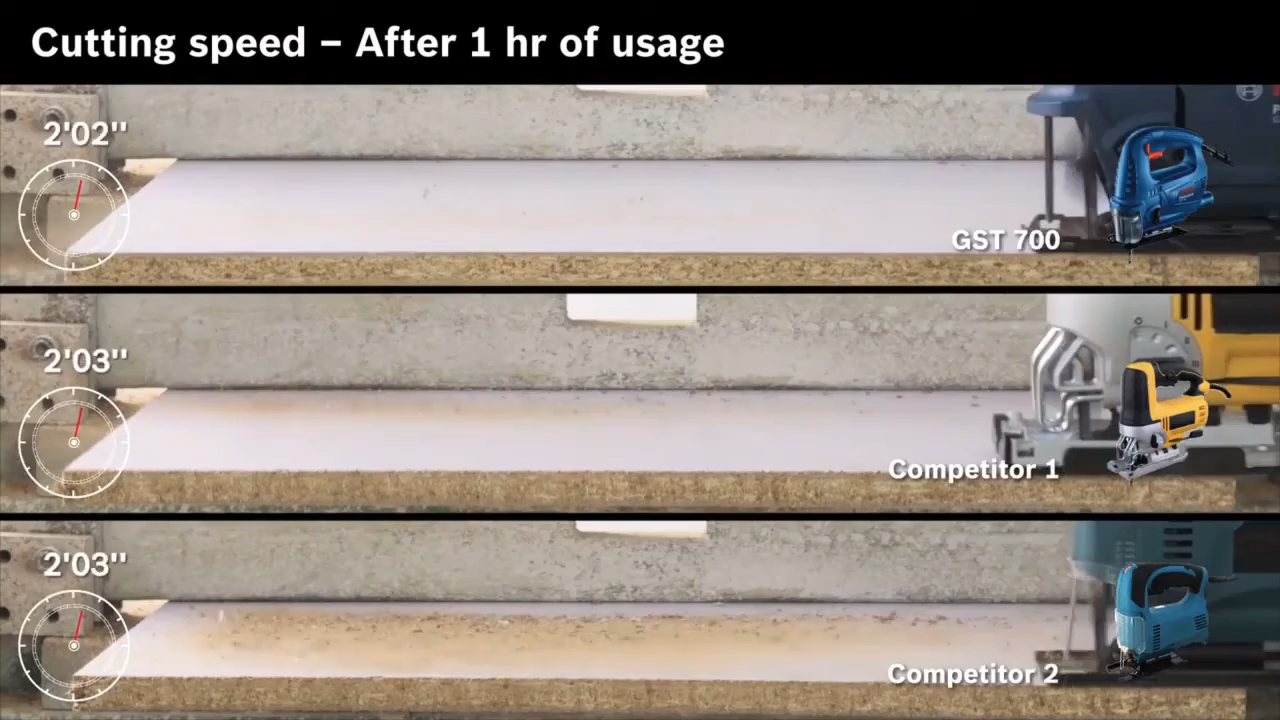 Cutting speed – After 1 hr of usage
2'02''
GST 700
2'03''
Competitor 1
2'03''
Competitor 2